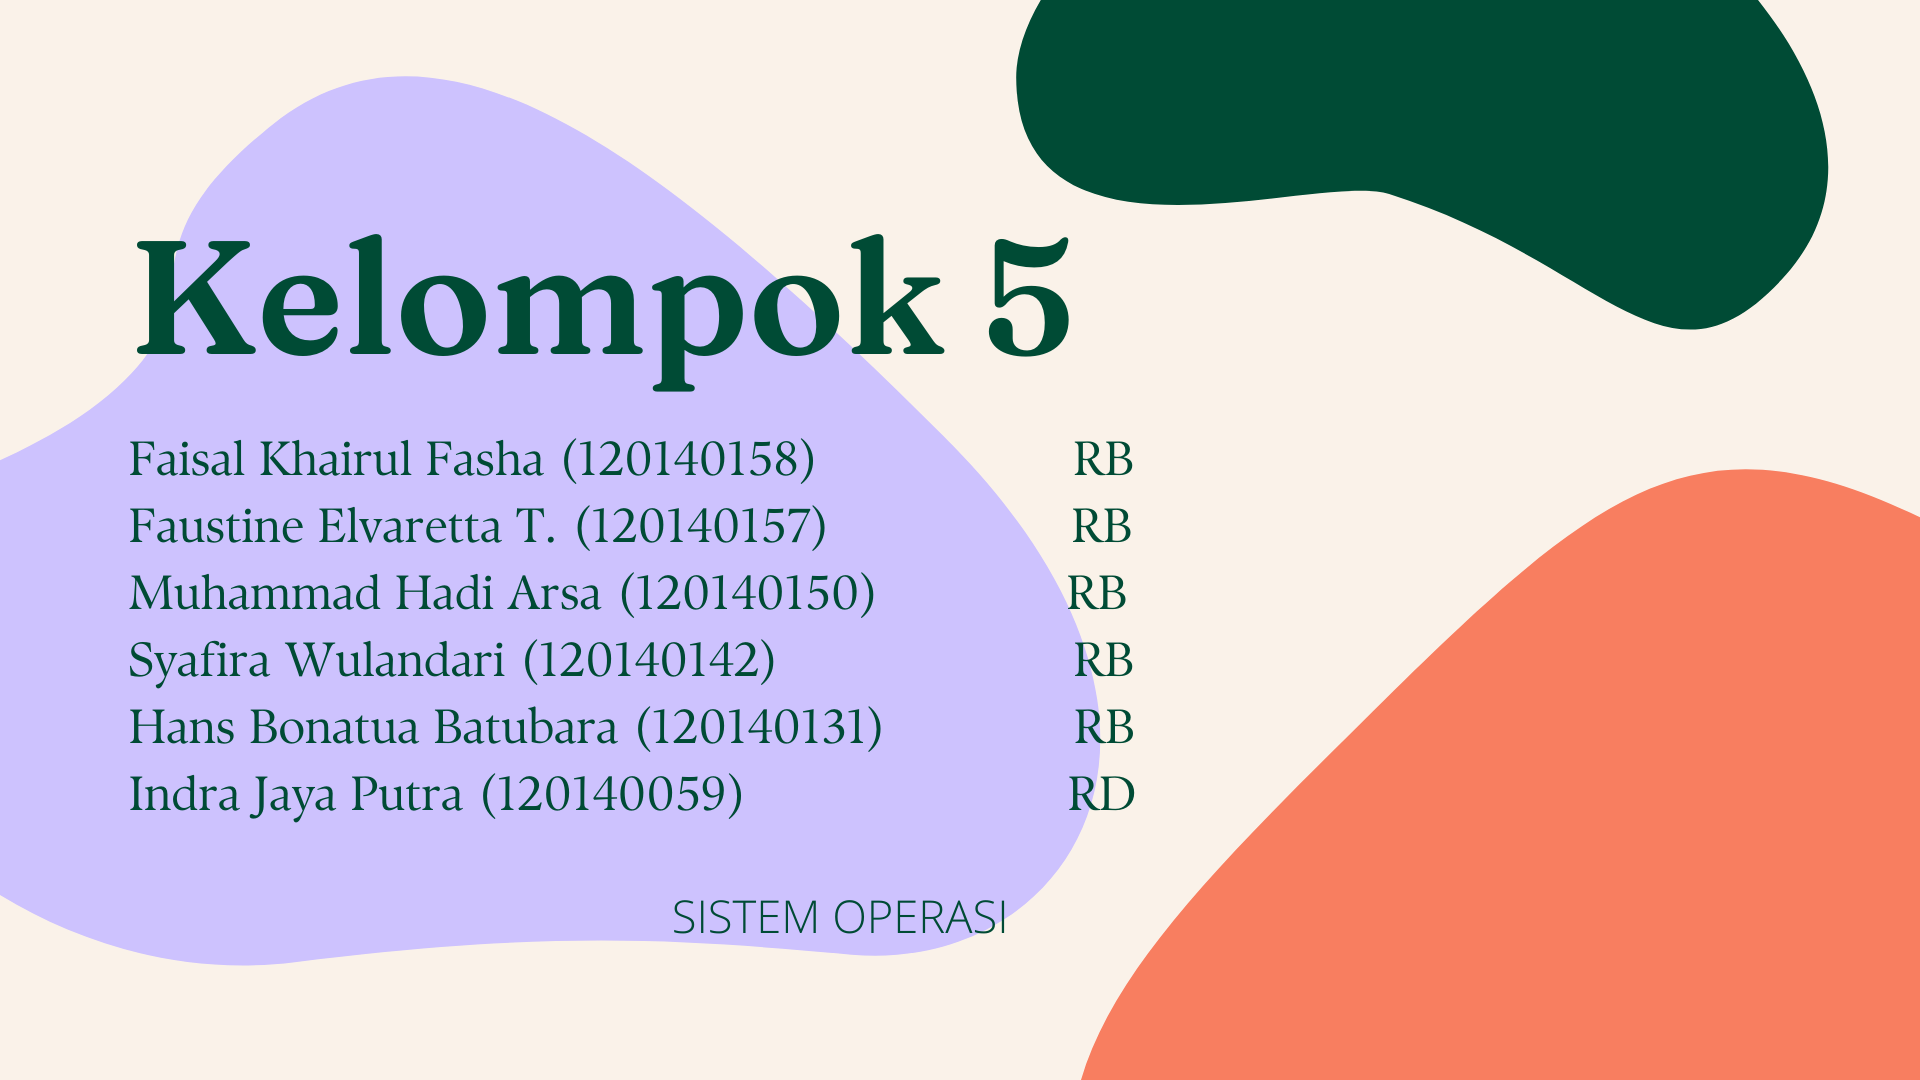 Kelompok 5
Faisal Khairul Fasha (120140158) RB
Faustine Elvaretta T. (120140157) RB
Muhammad Hadi Arsa (120140150) RB
Syafira Wulandari (120140142) RB
Hans Bonatua Batubara (120140131) RB
Indra Jaya Putra (120140059) RD
SISTEM OPERASI